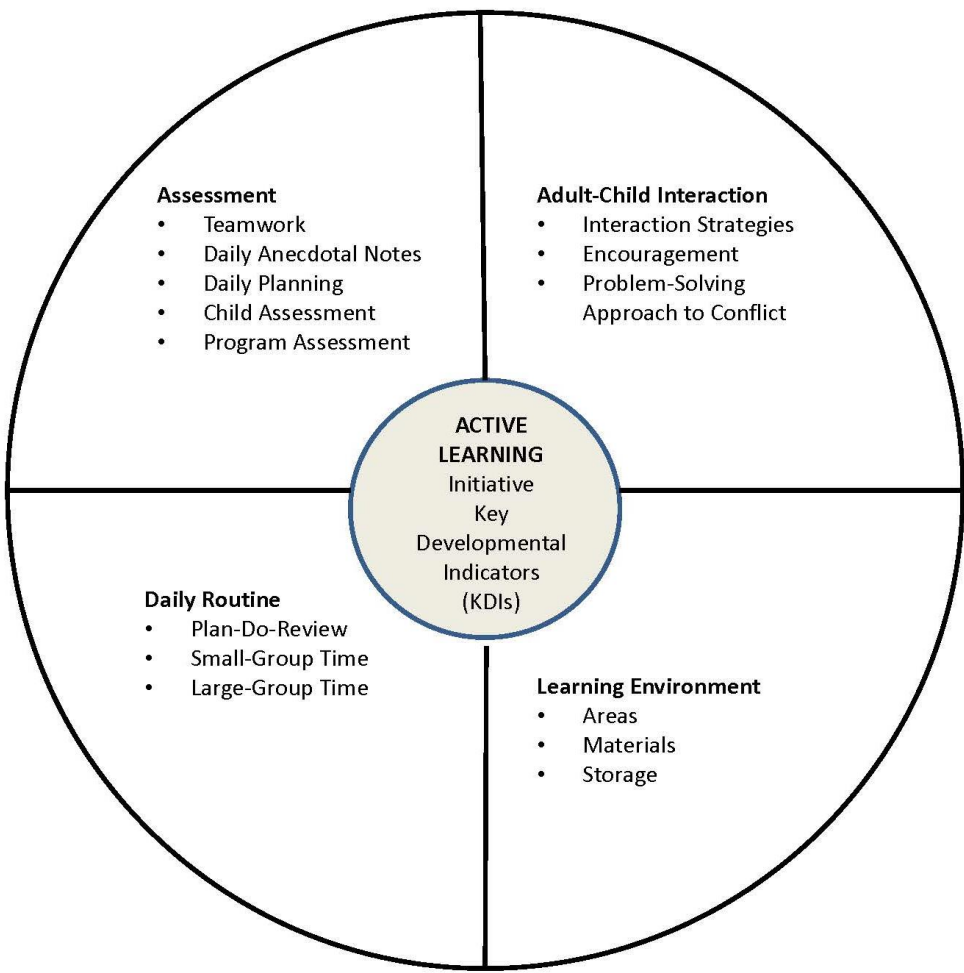 Assessment
• Teamwork
• Daily Anecdotal Notes
• Daily Planning
• Child Assessment
• Program Assessment
Adult-Child Interaction
• Interaction Strategies
• Encouragement
• Problem-Solving
Approach to Conflict
ACTIVE
LEARNING
Initiative
Key
Developmental
Indicators
(KDIs)
Daily Routine
• Plan-Do-Review
• Small-Group Time
• Large-Group Time
Learning Environment
• Areas
• Materials
• Storage